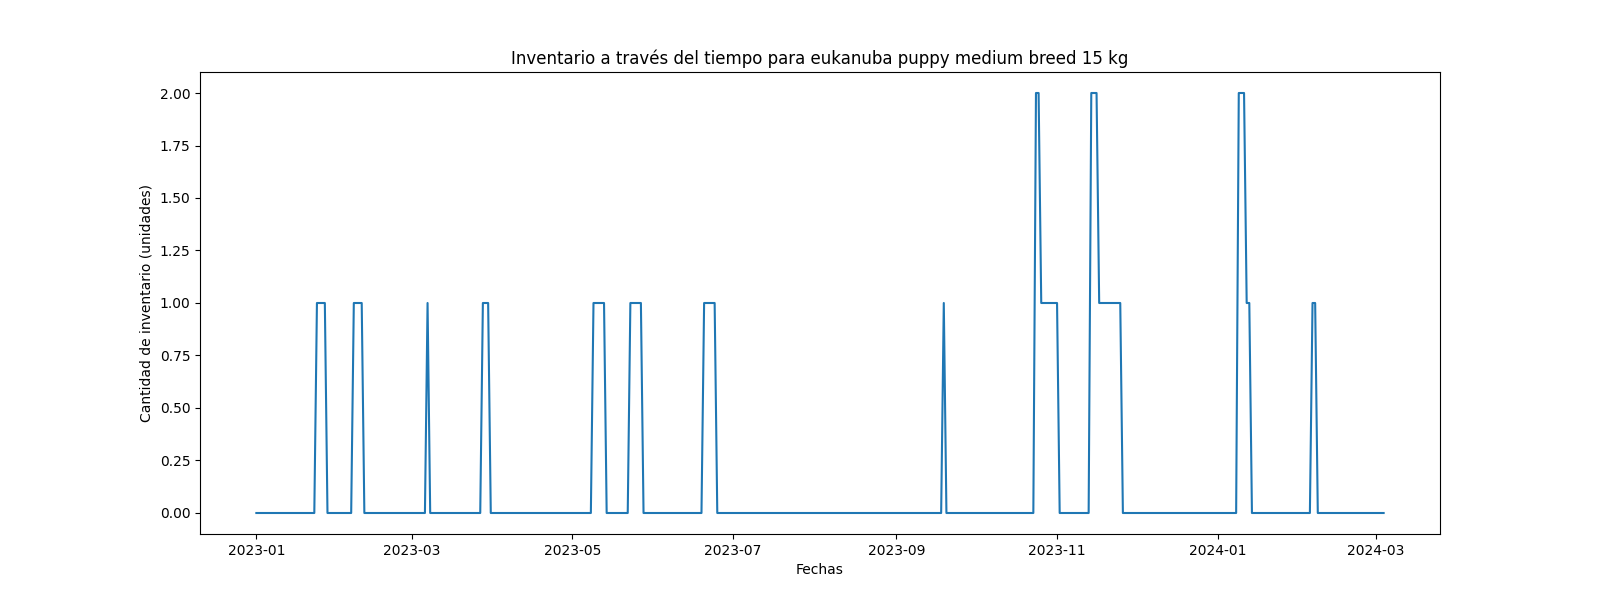 Inventario a través del tiempo para eukanuba puppy medium breed 15 kg
Cantidad de inventario (unidades)
2.00
1.75
1.50
1.25
1.00
0.75
0.50
0.25
0.00
2023-01 2023-03 2023-05 2023-07 2023-09 2023-11 2024-01 2024-03
Fechas